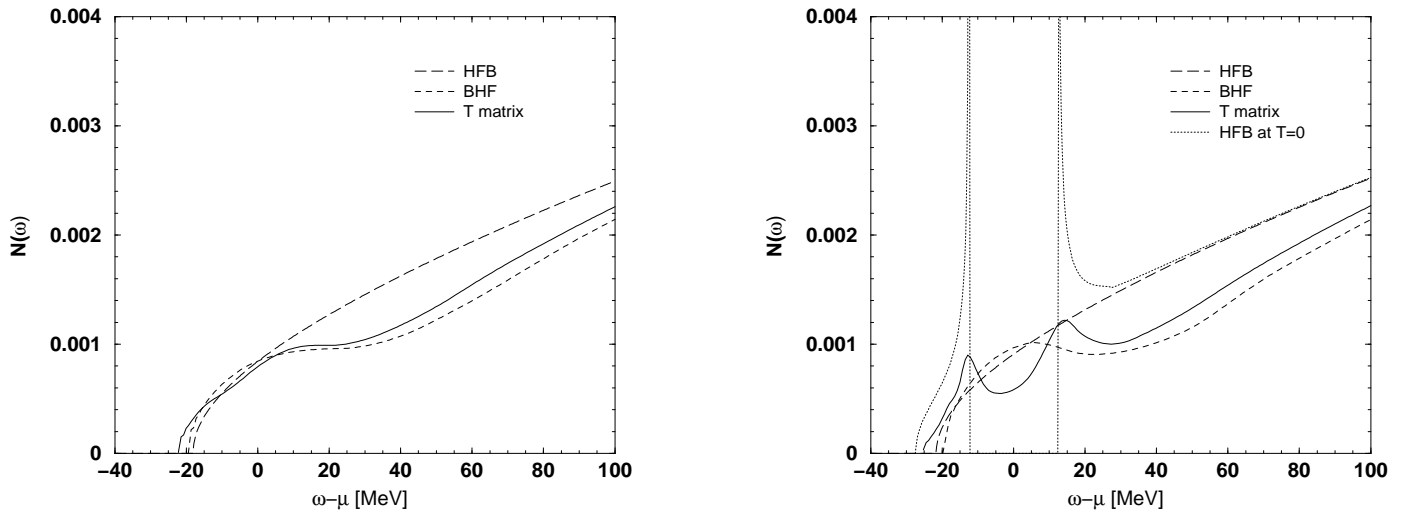 0.004
0.003
0.002
0.001
0
N(ω)
HFB
BHF
T matrix
−40 −20 0 20 40 60 80 100
ω−μ [MeV]
0.004
0.003
0.002
0.001
0
N(ω)
HFB
BHF
T matrix
HFB at T=0
−40 −20 0 20 40 60 80 100
ω−μ [MeV]